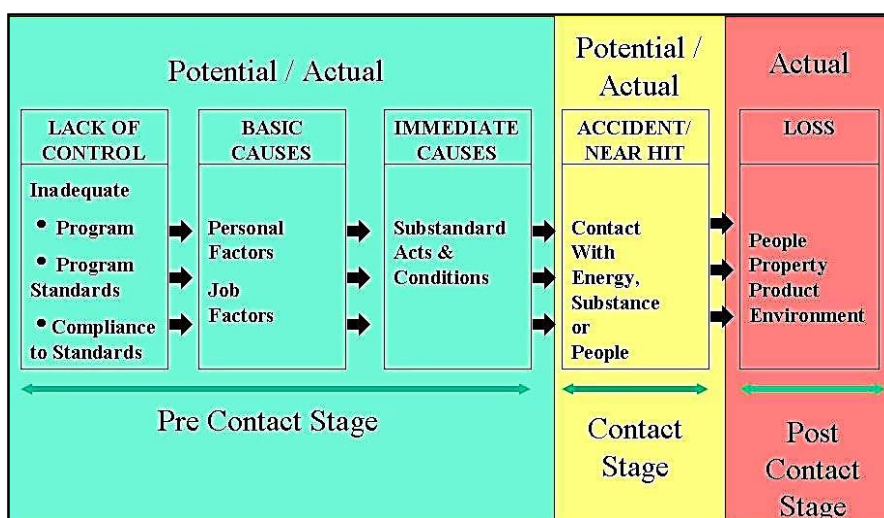 Potential / Actual
LACK OF
CONTROL
Inadequate
• Program
• Program
Standards
• Compliance
to Standards
BASIC
CAUSES
Personal
Factors
Job
Factors
IMMEDIATE
CAUSES
Substandard
Acts &
Conditions
Pre Contact Stage
Potential /
Actual
ACCIDENT/
NEAR HIT
Contact
With
Energy,
Substance
or
People
Contact
Stage
Actual
LOSS
People
Property
Product
Environment
Post
Contact
Stage